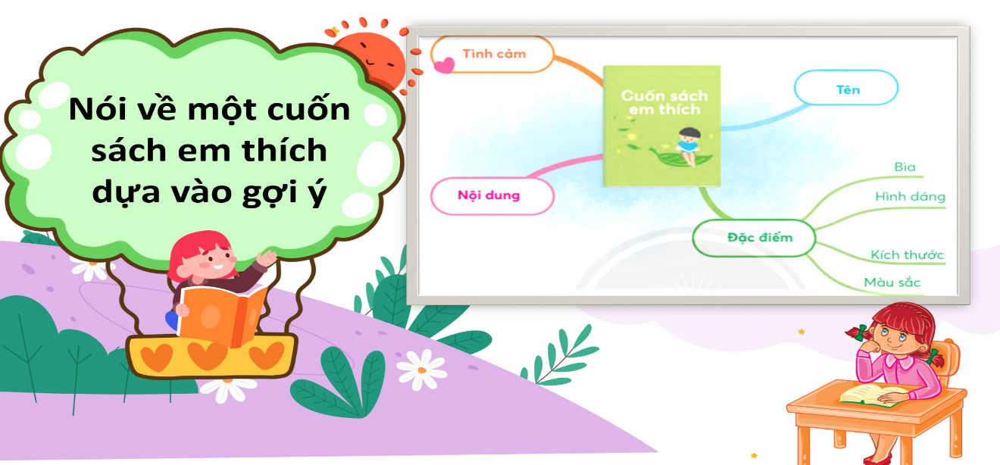 Nói về một cuốn
sách em thích
dựa vào gợi ý
Tình cảm
Cuốn sách
em thích
Tên
Nội dung
Đặc điểm
Bìa
Hình dáng
Kích thước
Màu sắc